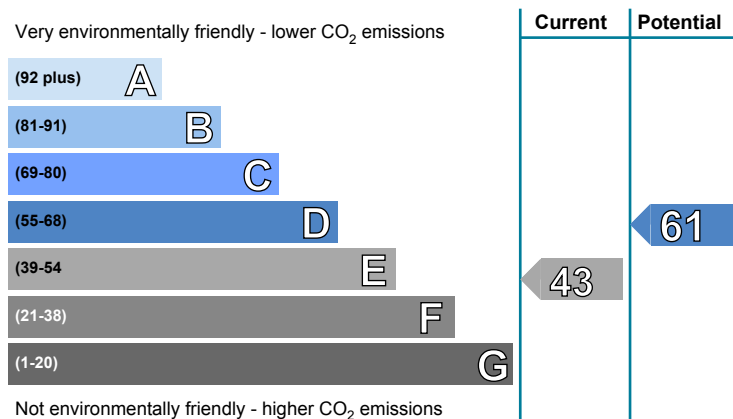 Current Potential
Very environmentally friendly - lower CO2 emissions
(92 plus) A
(81-91) B
(69-80) C
(55-68) D
61
(39-54 E
43
(21-38) F
(1-20) G
Not environmentally friendly - higher CO2 emissions